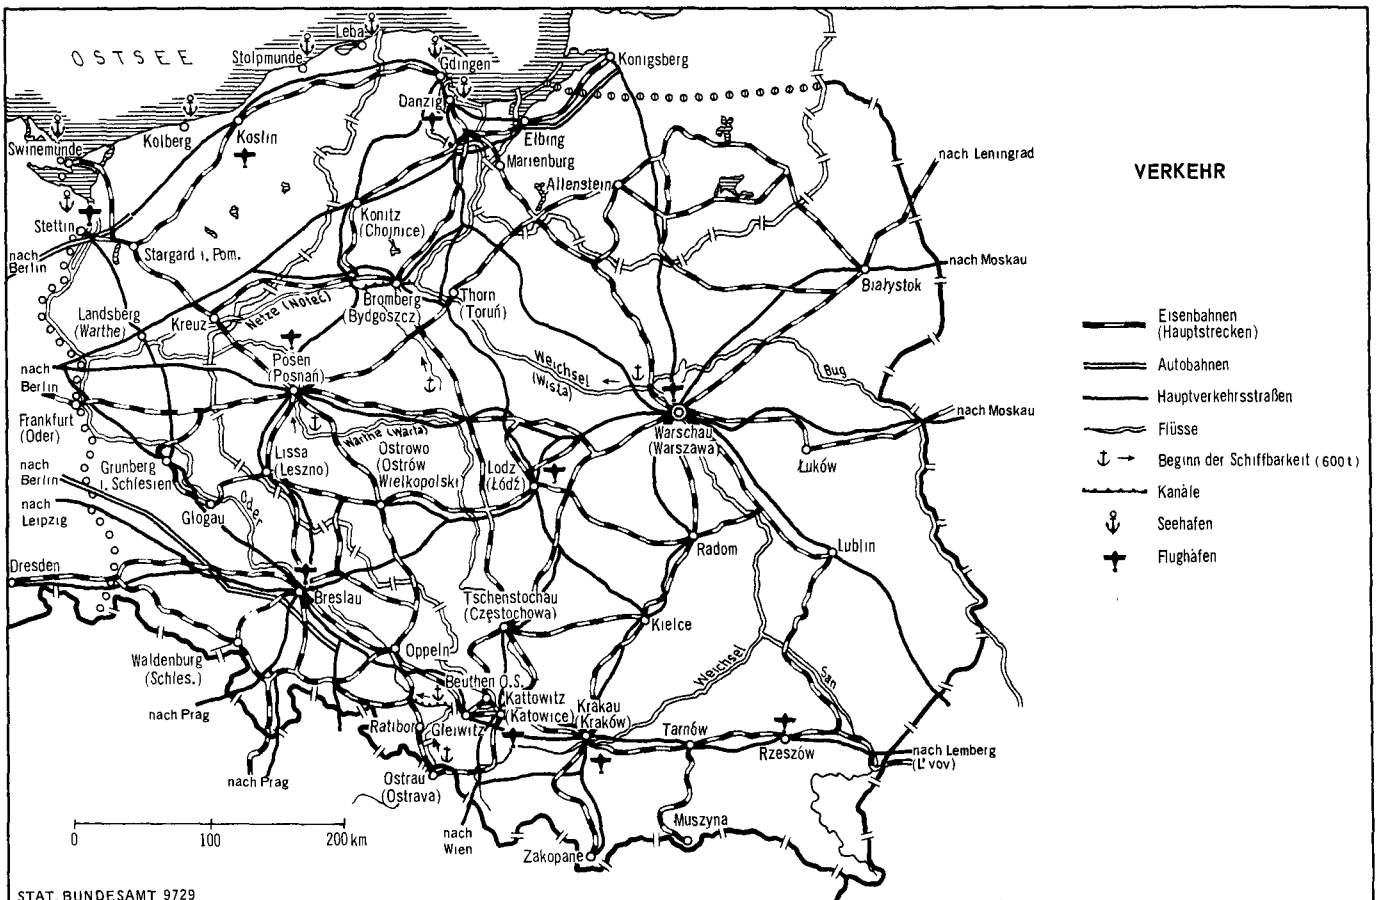 OSTSEE
Leba
Stolpmünde
Gdingen
Konigsberg
Danzig
Kolberg
Köslin
Elbing
Swinemünde
Marienburg
nach Leningrad
VERKEHR
Allenstein
Konitz
(Chojnice)
Stettin
nach
Berlin
Stargard i. Pom.
nach Moskau
Białystok
Landsberg
(Warthe)
Kreuz
Netze (Noteć)
Bromberg
(Bydgoszcz)
Thorn
(Toruń)
Eisenbahnen
(Hauptstrecken)
Autobahnen
Hauptverkehrsstraßen
Flüsse
Beginn der Schiffbarkeit (600t)
Kanäle
Seehafen
Flughäfen
nach
Berlin
Posen
(Posnań)
Weichsel
(Wisła)
Bug
Frankfurt
(Oder)
nach Moskau
Warschau
(Warszawa)
Łuków
Warthe (Warta)
Lissa
(Leszno)
Ostrowo
(Ostrów
Wielkopolski)
Lodz
(Łódź)
Grunberg
i. Schlesien
nach
Berlin
nach
Leipzig
Glogau
Oder
Radom
Lublin
Dresden
Breslau
Tschenstochau
(Częstochowa)
Kielce
Waldenburg
(Schles.)
Oppeln
Weichsel
San
Beuthen O.S.
Kattowitz
(Katowice)
Krakau
(Kraków)
nach Prag
Ratibor
Gleiwitz
Tarnów
Rzeszów
nach Lemberg
(L'vov)
nach Prag
Ostrau
(Ostrava)
nach
Wien
Muszyna
Zakopane
0 100 200 km
STAT. BUNDESAMT 9729